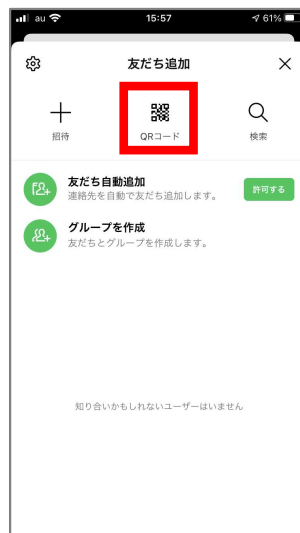 au 15:57 61%
友だち追加
招待 QRコード 検索
友だち自動追加
連絡先を自動で友だち追加します。 許可する
グループを作成
友だちとグループを作成します。
知り合いかもしれないユーザーはいません